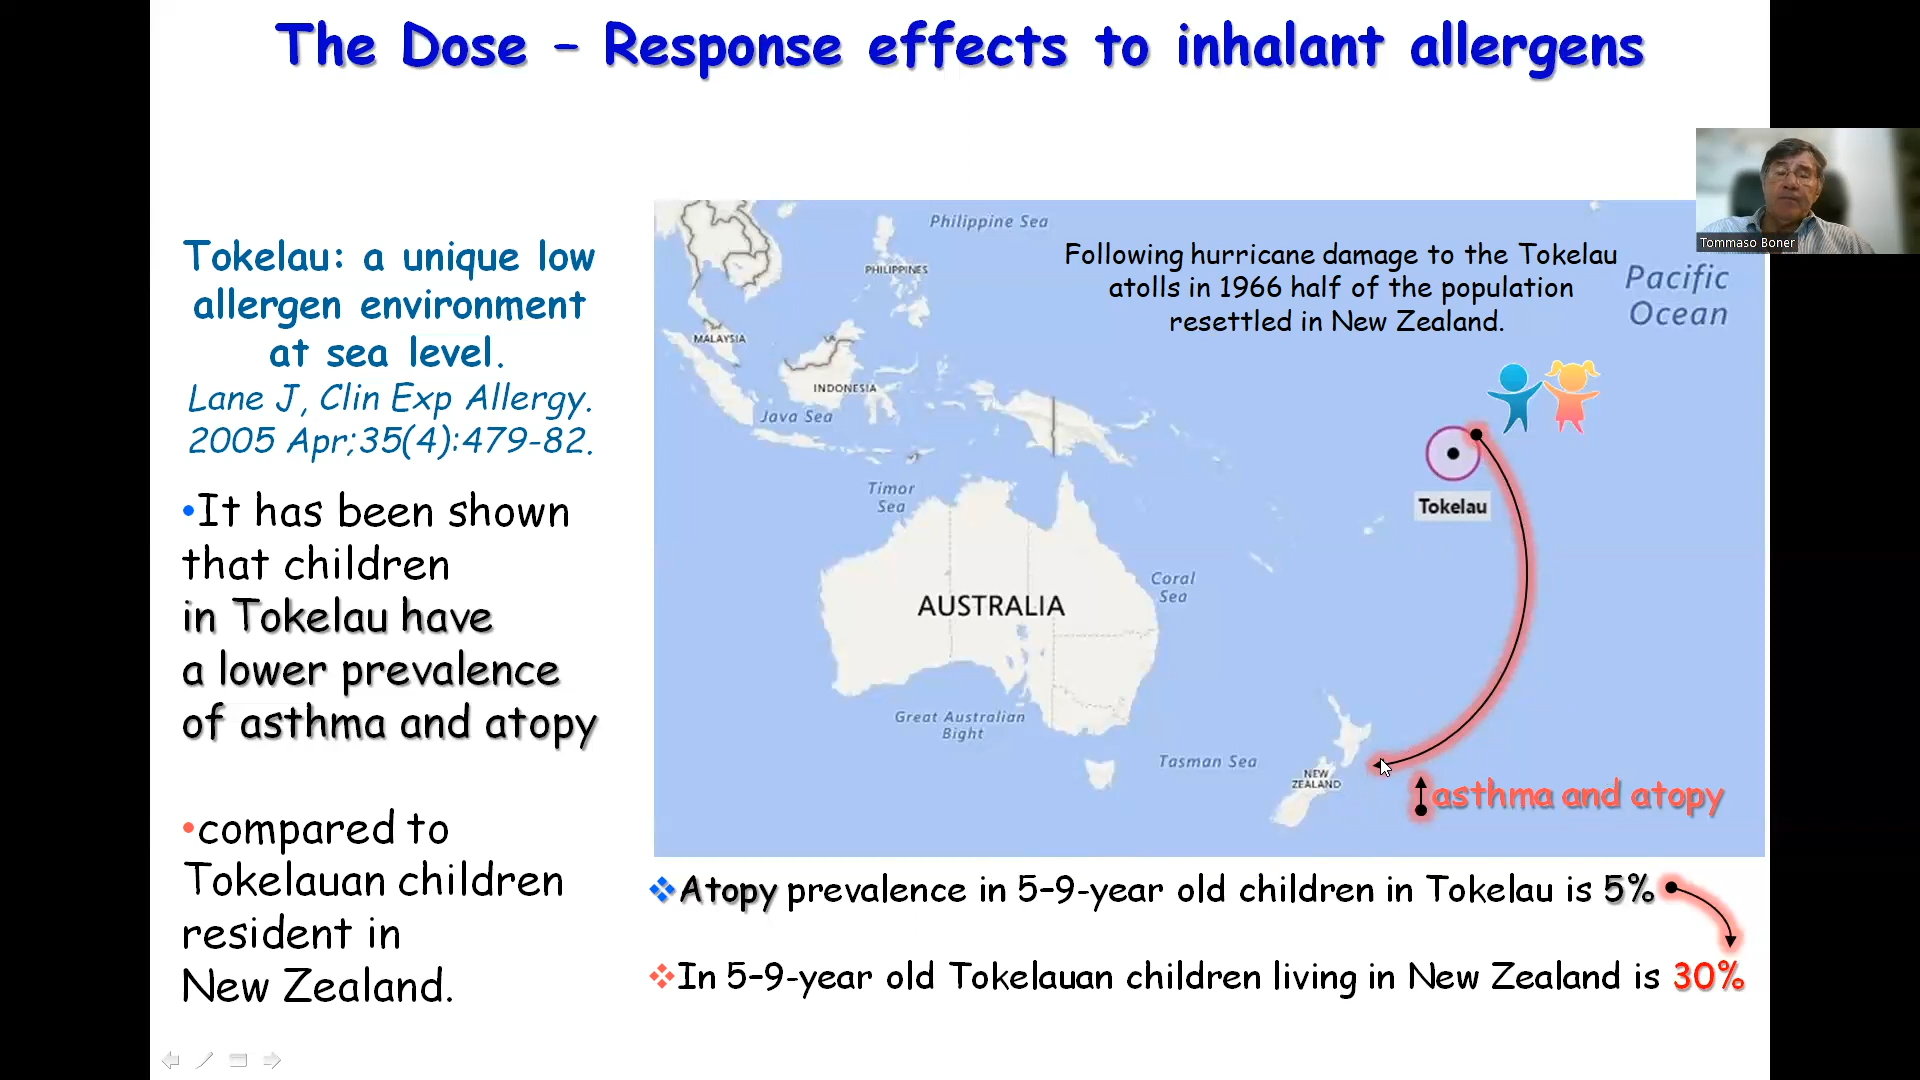 The Dose – Response effects to inhalant allergens
Tommaso Boner
Tokelau: a unique low
allergen environment
at sea level.
Lane J, Clin Exp Allergy.
2005 Apr;35(4):479-82.
•It has been shown
that children
in Tokelau have
a lower prevalence
of asthma and atopy
•compared to
Tokelauan children
resident in
New Zealand.
Philippine Sea
PHILIPPINES
Following hurricane damage to the Tokelau
atolls in 1966 half of the population
resettled in New Zealand.
Pacific
Ocean
MALAYSIA
INDONESIA
Java Sea
Timor
Sea
Tokelau
AUSTRALIA
Coral
Sea
Great Australian
Bight
Tasman Sea
NEW
ZEALAND
asthma and atopy
❖Atopy prevalence in 5–9-year old children in Tokelau is 5%
❖In 5–9-year old Tokelauan children living in New Zealand is 30%